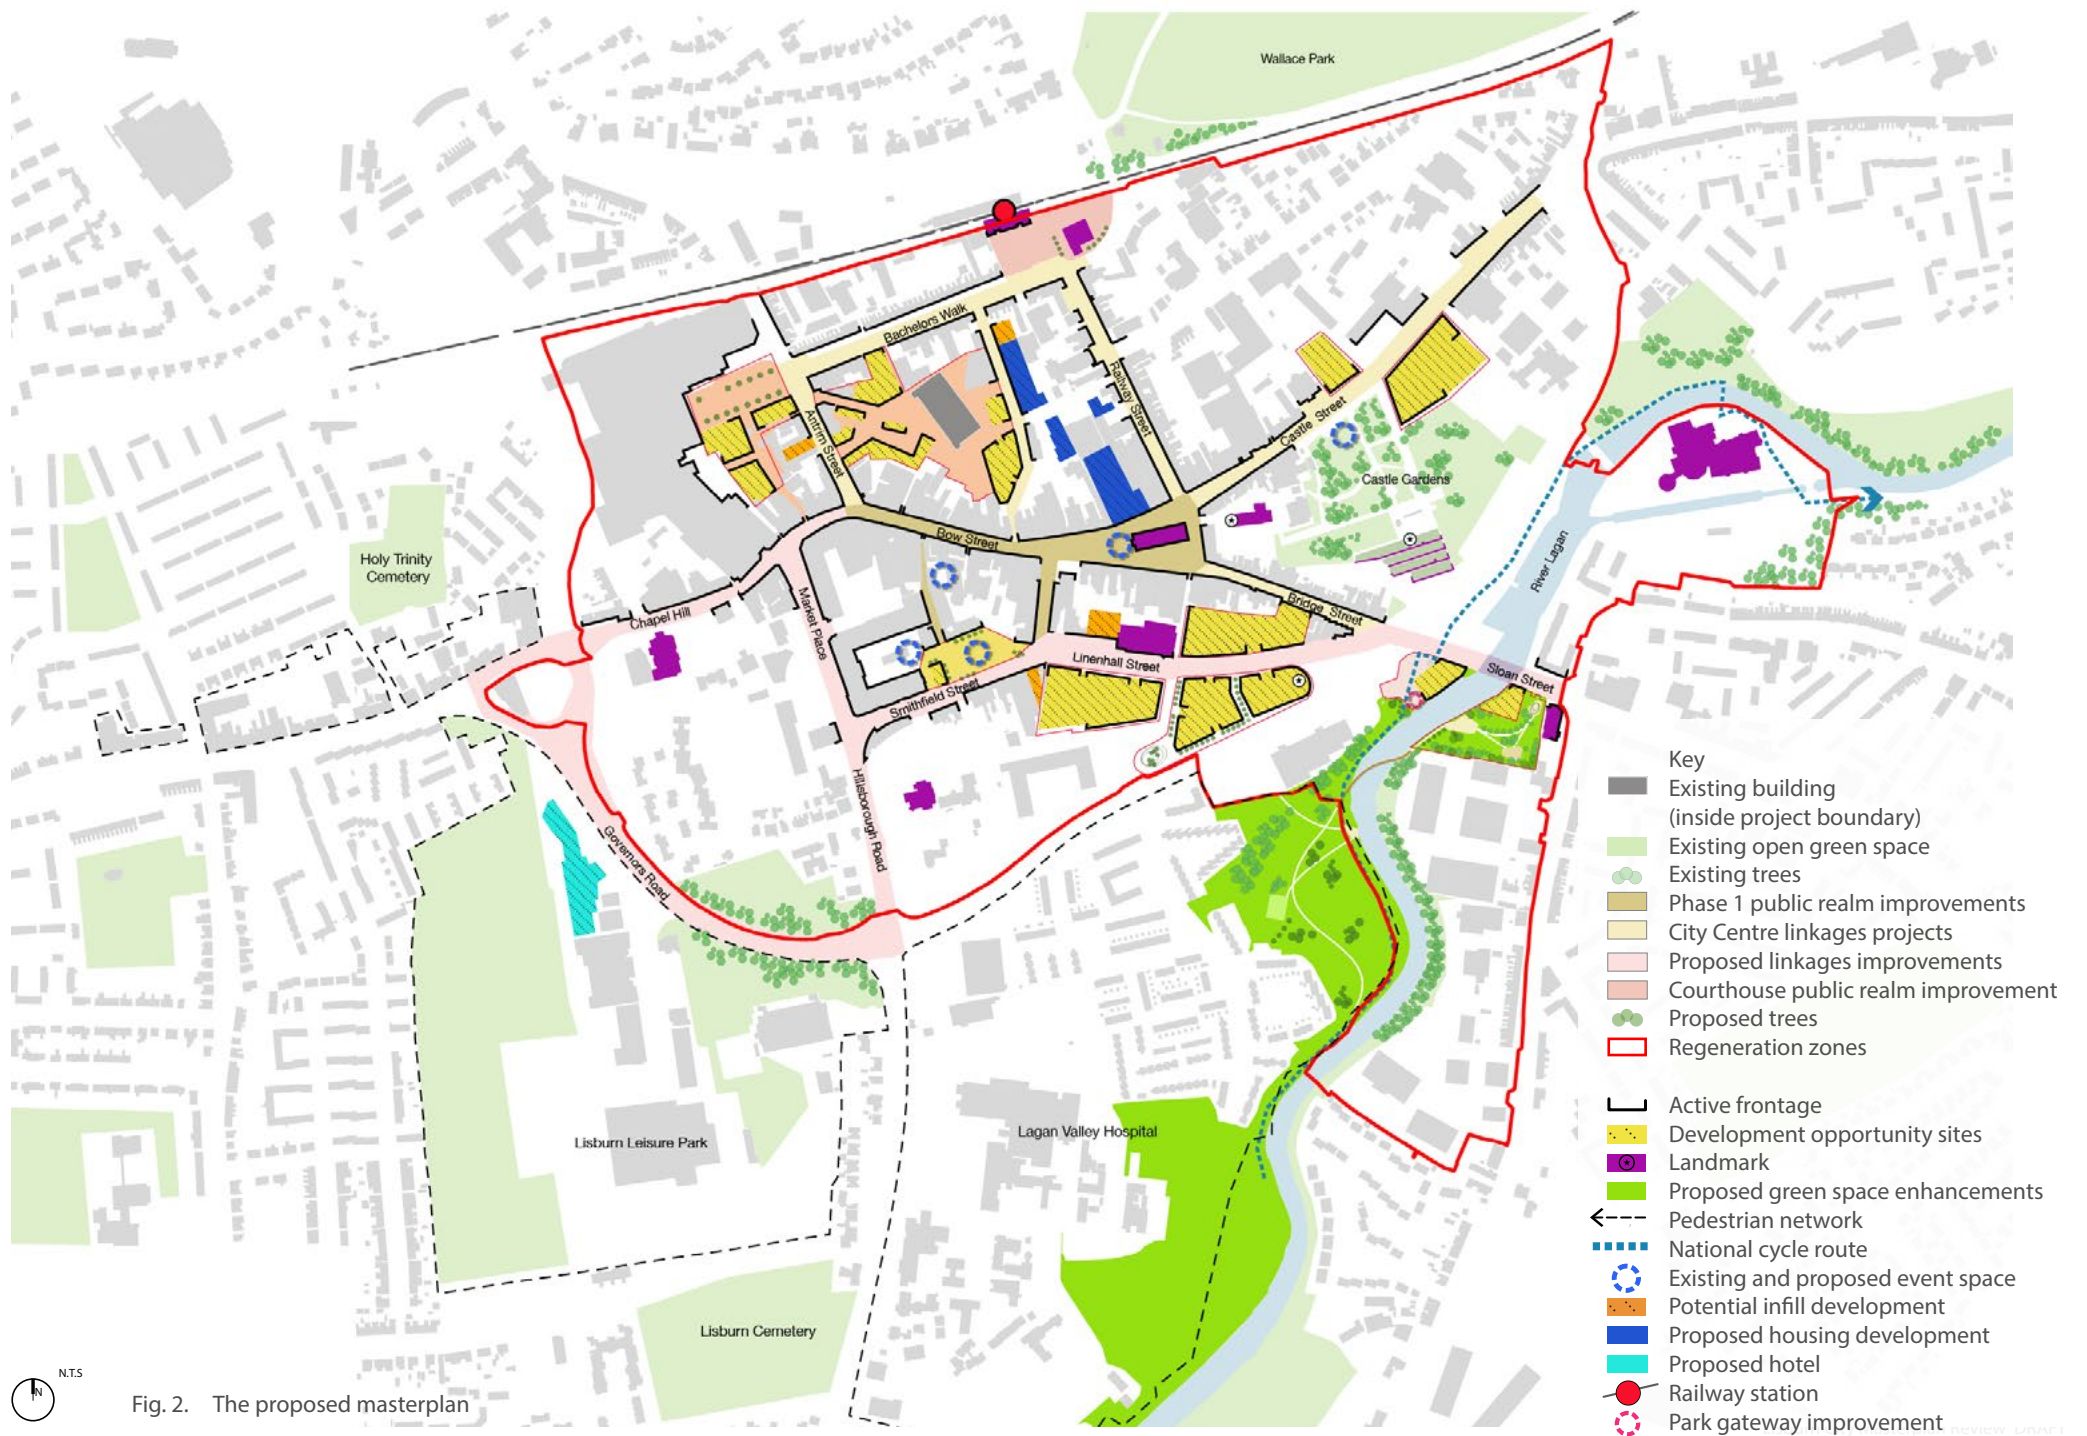 Wallace Park
Bachelors Walk
Railway Street
Antrim Street
Castle Street
Castle Gardens
Bow Street
River Lagan
Holy Trinity
Cemetery
Chapel Hill
Market Place
Bridge Street
Linenhall Street
Sloan Street
Smithfield Street
Hillsborough Road
Governors Road
Lisburn Leisure Park
Lagan Valley Hospital
Lisburn Cemetery
Key
Existing building
(inside project boundary)
Existing open green space
Existing trees
Phase 1 public realm improvements
City Centre linkages projects
Proposed linkages improvements
Courthouse public realm improvement
Proposed trees
Regeneration zones
Active frontage
Development opportunity sites
Landmark
Proposed green space enhancements
Pedestrian network
National cycle route
Existing and proposed event space
Potential infill development
Proposed housing development
Proposed hotel
Railway station
Park gateway improvement
N.T.S
N
Fig. 2. The proposed masterplan